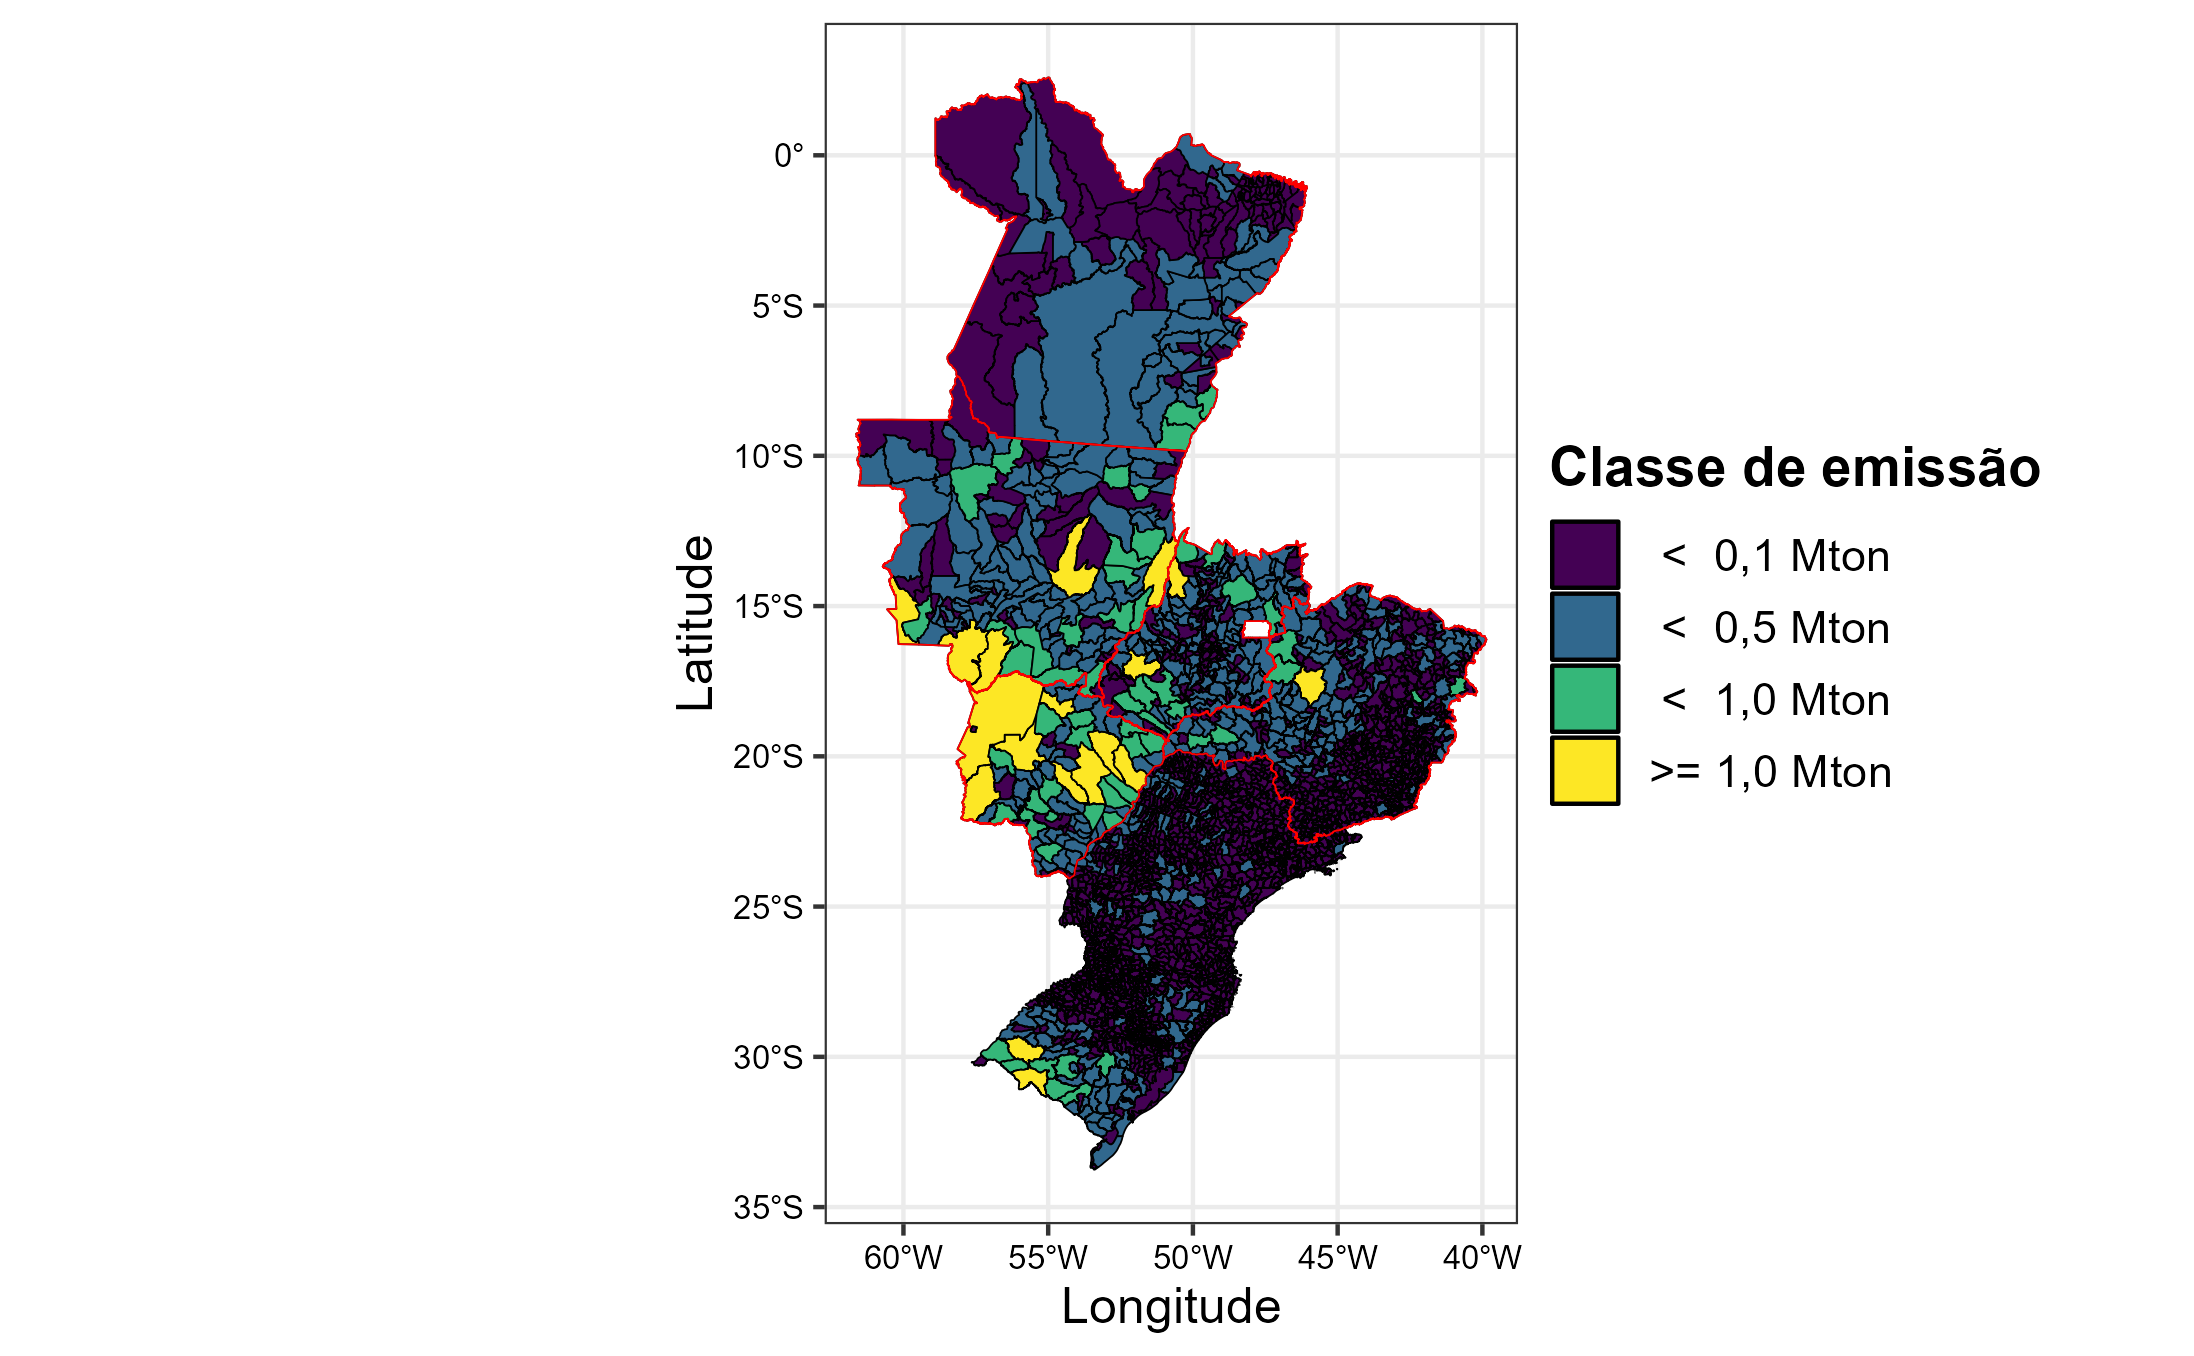 0°
5°S
10°S
15°S
20°S
25°S
30°S
35°S
Latitude
60°W 55°W 50°W 45°W 40°W
Longitude
Classe de emissão
< 0,1 Mton
< 0,5 Mton
< 1,0 Mton
>= 1,0 Mton